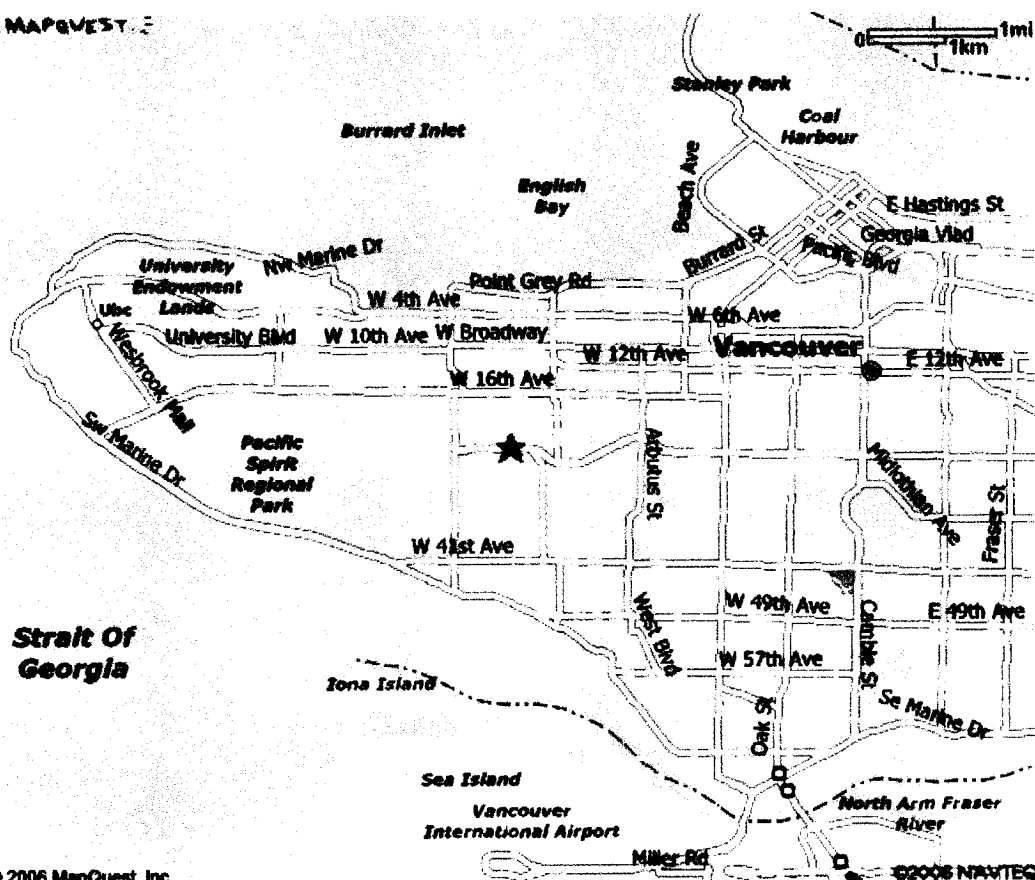 MAPQUEST
0 1mi
1km
Stanley Park
Coal
Harbour
Burrard Inlet
English
Bay
Beach Ave
E Hastings St
Georgia Viad
Burrard St
Pacific Blvd
Nw Marine Dr
University
Endowment
Lands
Point Grey Rd
W 4th Ave
Ubc
W 6th Ave
University Blvd
W 10th Ave
W Broadway
W 12th Ave
Vancouver
E 12th Ave
Wesbrook Mall
W 16th Ave
Sw Marine Dr
Pacific
Spirit
Regional
Park
Arbutus St
Midlothian Ave
Fraser St
W 41st Ave
W 49th Ave
E 49th Ave
West Blvd
Cambie St
Strait Of
Georgia
W 57th Ave
Iona Island
Oak St
Se Marine Dr
Sea Island
Vancouver
International Airport
North Arm Fraser
River
Miller Rd
© 2006 MapQuest, Inc
©2006 NAVTEQ